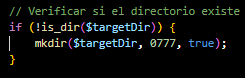 // Verificar si el directorio existe
if (!is_dir($targetDir)) {
    mkdir($targetDir, 0777, true);
}